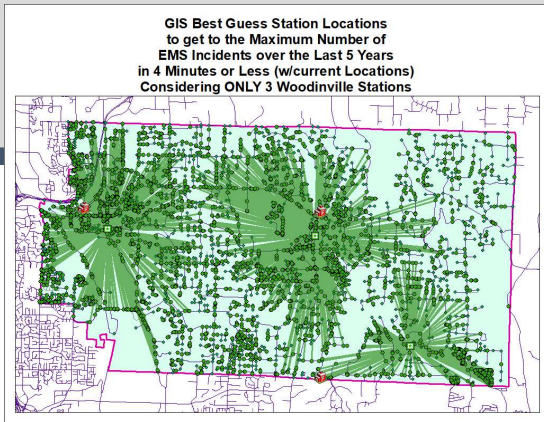 GIS Best Guess Station Locations
to get to the Maximum Number of
EMS Incidents over the Last 5 Years
in 4 Minutes or Less (w/current Locations)
Considering ONLY 3 Woodinville Stations